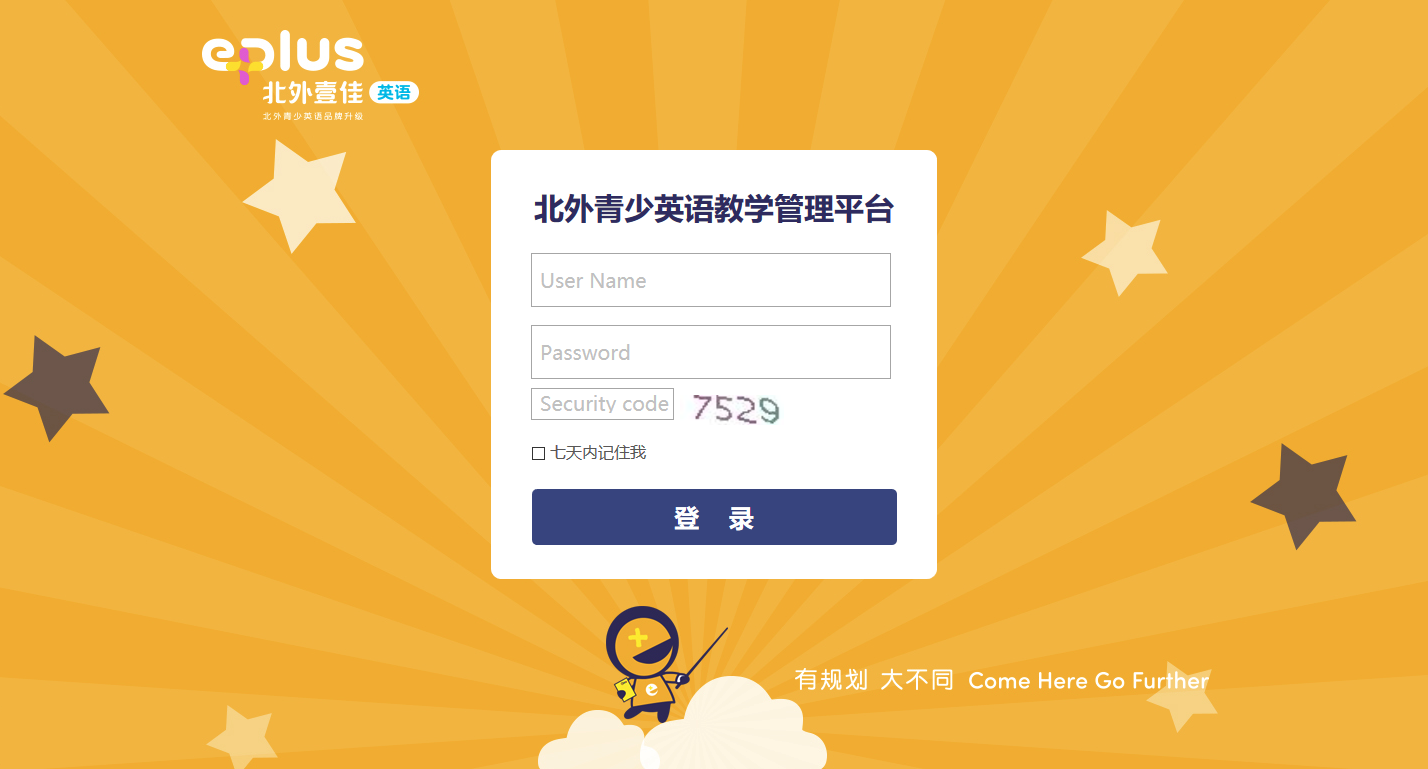 eplus
北外壹佳 英语
北外青少英语品牌升级
北外青少英语教学管理平台
User Name
Password
Security code 7529
七天内记住我
登 录
e
有规划 大不同 Come Here Go Further